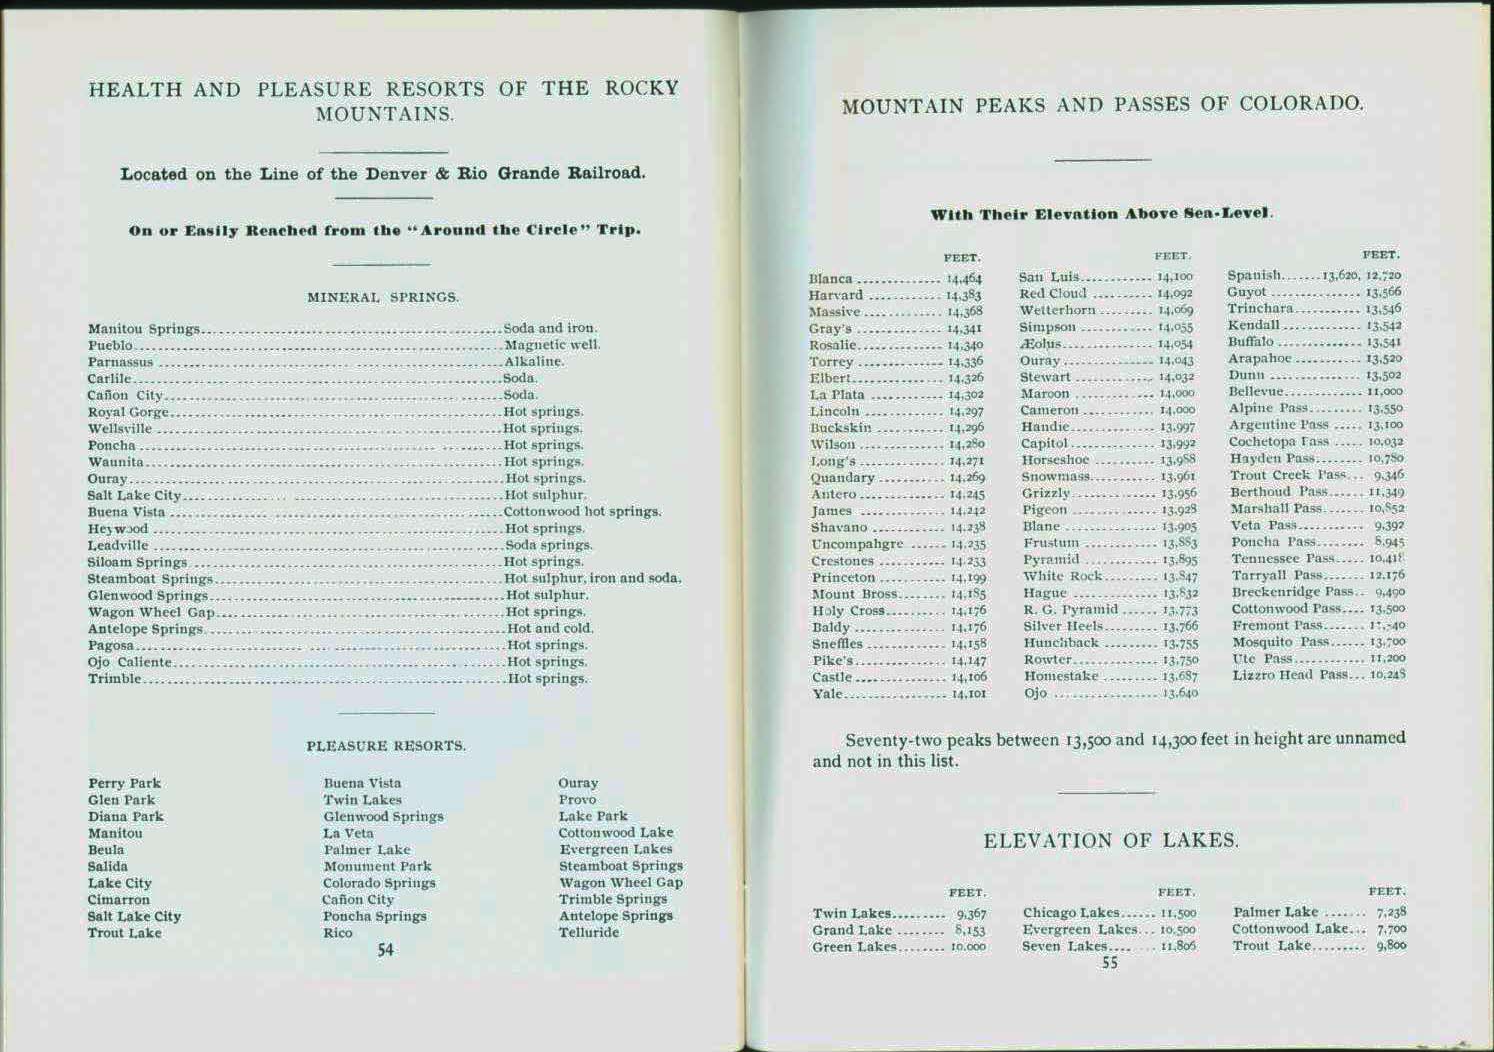 HEALTH AND PLEASURE RESORTS OF THE ROCKY
MOUNTAINS.
Located on the Line of the Denver & Rio Grande Railroad.
On or Easily Reached from the “Around the Circle” Trip.
MINERAL SPRINGS.
Manitou Springs........Soda and iron.
Pueblo........Magnetic well.
Parnassus ........Alkaline.
Carlile........Soda.
Cañon City........Soda.
Royal Gorge........Hot springs.
Wellsville ........Hot springs.
Poncha ........Hot springs.
Waunita........Hot springs.
Ouray........Hot springs.
Salt Lake City........Hot sulphur.
Buena Vista ........Cottonwood hot springs.
Heywood ........Hot springs.
Leadville ........Soda springs.
Siloam Springs ........Hot springs.
Steamboat Springs........Hot sulphur, iron and soda.
Glenwood Springs........Hot sulphur.
Wagon Wheel Gap........Hot springs.
Antelope Springs........Hot and cold.
Pagosa........Hot springs.
Ojo Caliente........Hot springs.
Trimble........Hot springs.
PLEASURE RESORTS.
Perry Park
Glen Park
Diana Park
Manitou
Beula
Salida
Lake City
Cimarron
Salt Lake City
Trout Lake
Buena Vista
Twin Lakes
Glenwood Springs
La Veta
Palmer Lake
Monument Park
Colorado Springs
Cañon City
Poncha Springs
Rico
Ouray
Provo
Lake Park
Cottonwood Lake
Evergreen Lakes
Steamboat Springs
Wagon Wheel Gap
Trimble Springs
Antelope Springs
Telluride
54
MOUNTAIN PEAKS AND PASSES OF COLORADO.
With Their Elevation Above Sea-Level.
FEET.
Blanca ........ 14,464
Harvard ........ 14,383
Massive ........ 14,368
Gray's ........ 14,341
Rosalie........ 14,340
Torrey ........ 14,336
Elbert........ 14,326
La Plata ........ 14,302
Lincoln ........ 14,297
Buckskin ........ 14,296
Wilson ........ 14,280
Long's ........ 14,271
Quandary ........ 14,269
Antero ........ 14,245
James ........ 14,242
Shavano ........ 14,238
Uncompahgre ...... 14,235
Crestones ........ 14,233
Princeton ........ 14,199
Mount Bross........ 14,185
Holy Cross........ 14,176
Baldy ........ 14,176
Sneffles ........ 14,158
Pike's........ 14,147
Castle ........ 14,106
Yale........ 14,101
FEET.
San Luis........ 14,100
Red Cloud ........ 14,092
Wetterhorn ........ 14,069
Simpson ........ 14,055
Æolus........ 14,054
Ouray ........ 14,043
Stewart ........ 14,032
Maroon ........ 14,000
Cameron ........ 14,000
Handie........ 13,997
Capitol........ 13,992
Horseshoe ........ 13,988
Snowmass........ 13,961
Grizzly........ 13,956
Pigeon ........ 13,928
Blane ........ 13,905
Frustum ........ 13,883
Pyramid ........ 13,895
White Rock........ 13,847
Hague ........ 13,832
R. G. Pyramid ...... 13,773
Silver Heels........ 13,766
Hunchback ........ 13,755
Rowter........ 13,750
Homestake ........ 13,687
Ojo ........ 13,640
FEET.
Spanish.......13,620, 12,720
Guyot ........ 13,566
Trinchara........ 13,546
Kendall........ 13,542
Buffalo ........ 13,541
Arapahoe ........ 13,520
Dunn ........ 13,502
Bellevue........ 11,000
Alpine Pass........ 13,550
Argentine Pass ..... 13,100
Cochetopa Pass ..... 10,032
Hayden Pass........ 10,780
Trout Creek Pass... 9,346
Berthoud Pass...... 11,349
Marshall Pass....... 10,852
Veta Pass........ 9,392
Poncha Pass........ 8,945
Tennessee Pass..... 10,418
Tarryall Pass....... 12,176
Breckenridge Pass.. 9,490
Cottonwood Pass.... 13,500
Fremont Pass.......
Mosquito Pass...... 13,700
Ute Pass........ 11,200
Lizzro Head Pass... 10,248
Seventy-two peaks between 13,500 and 14,300 feet in height are unnamed
and not in this list.
ELEVATION OF LAKES.
FEET.
Twin Lakes......... 9,367
Grand Lake ........ 8,153
Green Lakes........ 10,000
FEET.
Chicago Lakes...... 11,500
Evergreen Lakes... 10,500
Seven Lakes.... ... 11,806
FEET.
Palmer Lake ....... 7,238
Cottonwood Lake... 7,700
Trout Lake......... 9,800
55